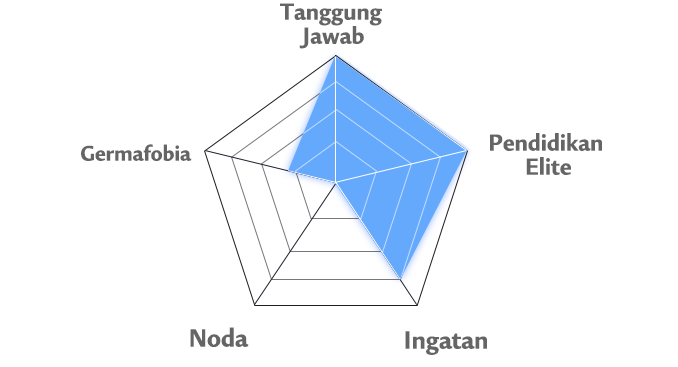 Tanggung
Jawab
Germafobia
Pendidikan
Elite
Noda
Ingatan